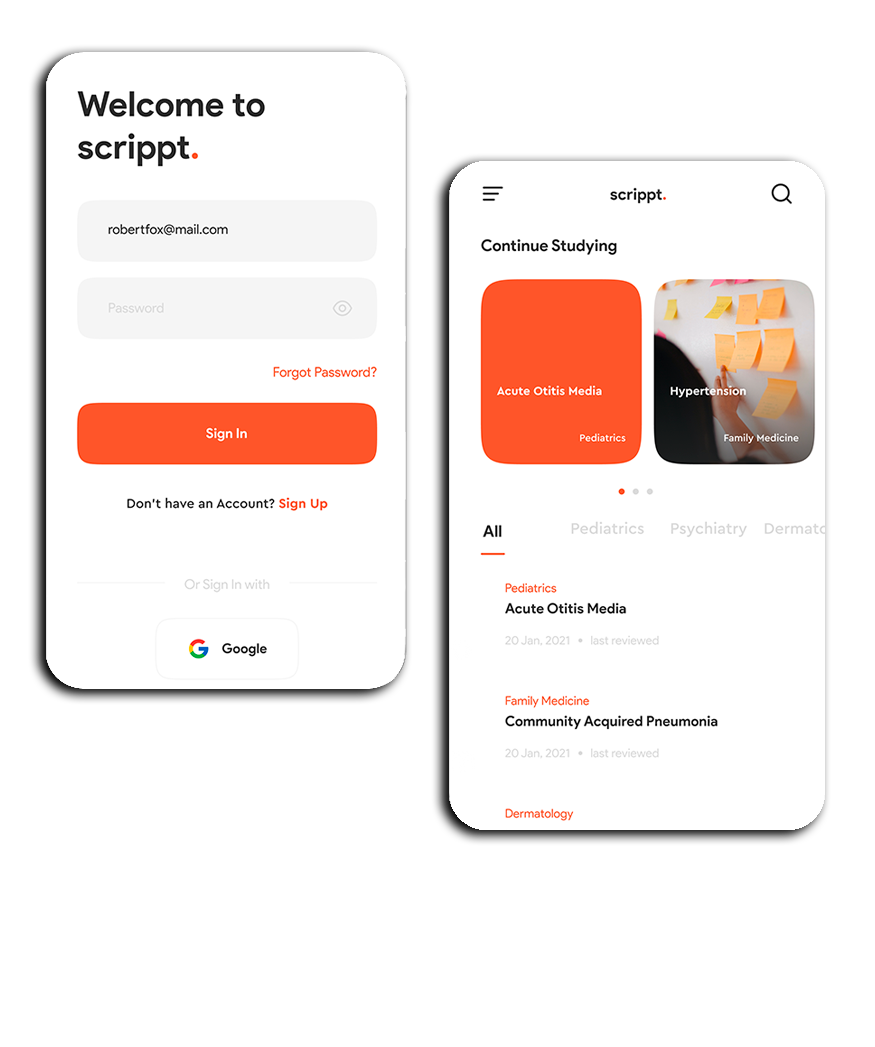 Welcome to
scrippt.
robertfox@mail.com
Password
Forgot Password?
Sign In
Don't have an Account? Sign Up
Or Sign In with
Google
scrippt.
Continue Studying
Acute Otitis Media
Pediatrics
Hypertension
Family Medicine
All Pediatrics Psychiatry Dermato
Pediatrics
Acute Otitis Media
20 Jan, 2021 • last reviewed
Family Medicine
Community Acquired Pneumonia
20 Jan, 2021 • last reviewed
Dermatology